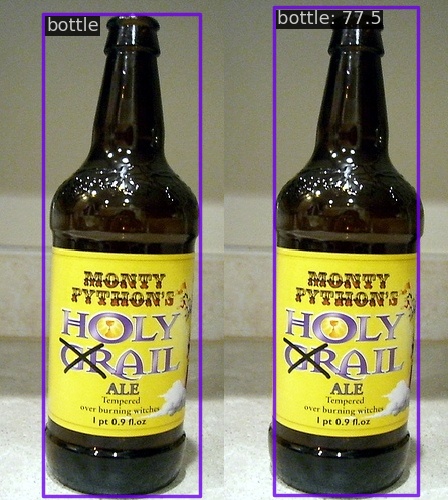 bottle
MONTY
PYTHON'S
HOLY
GRAIL
ALE
Tempered
over burning witches
1 pt 0.9 fl.oz
bottle: 77.5
MONTY
PYTHON'S
HOLY
GRAIL
ALE
Tempered
over burning witches
1 pt 0.9 fl.oz